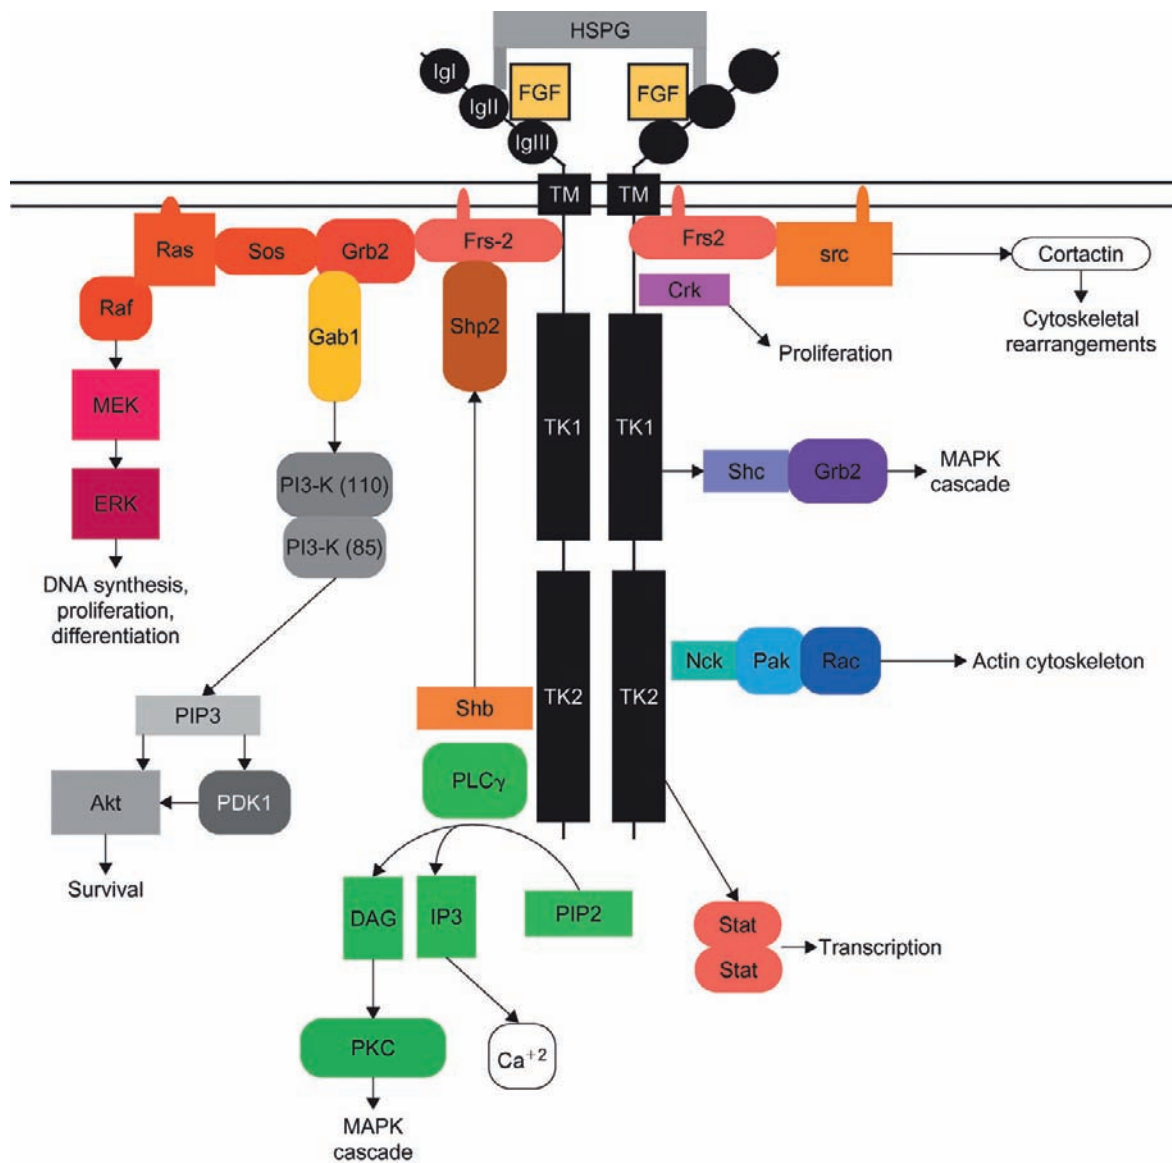 HSPG
IgI
IgII
IgIII
FGF
FGF
TM
TM
Ras
Sos
Grb2
Frs-2
Frs2
src
Cortactin
Raf
Gab1
Shp2
Crk
Proliferation
Cytoskeletal
rearrangements
MEK
TK1
TK1
ERK
PI3-K (110)
PI3-K (85)
Shc
Grb2
MAPK
cascade
DNA synthesis,
proliferation,
differentiation
Nck
Pak
Rac
Actin cytoskeleton
PIP3
Shb
TK2
TK2
Akt
PDK1
PLCγ
Survival
DAG
IP3
PIP2
Stat
Stat
Transcription
PKC
Ca+2
MAPK
cascade